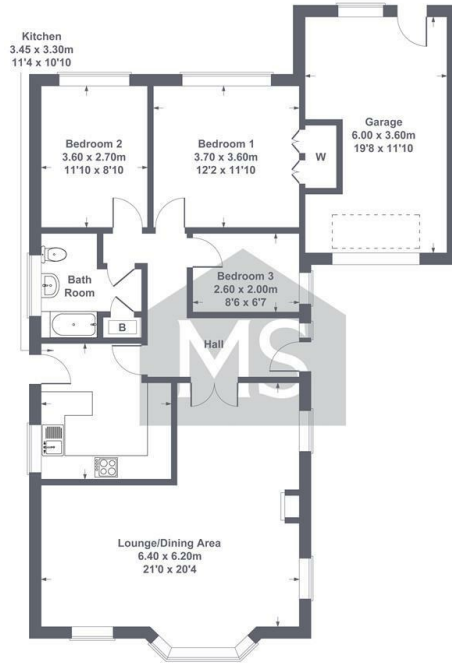 Kitchen
3.45 x 3.30m
11'4 x 10'10
Bedroom 2
3.60 x 2.70m
11'10 x 8'10
Bedroom 1
3.70 x 3.60m
12'2 x 11'10
W
Garage
6.00 x 3.60m
19'8 x 11'10
Bath
Room
B
Bedroom 3
2.60 x 2.00m
8'6 x 6'7
Hall
MS
Lounge/Dining Area
6.40 x 6.20m
21'0 x 20'4